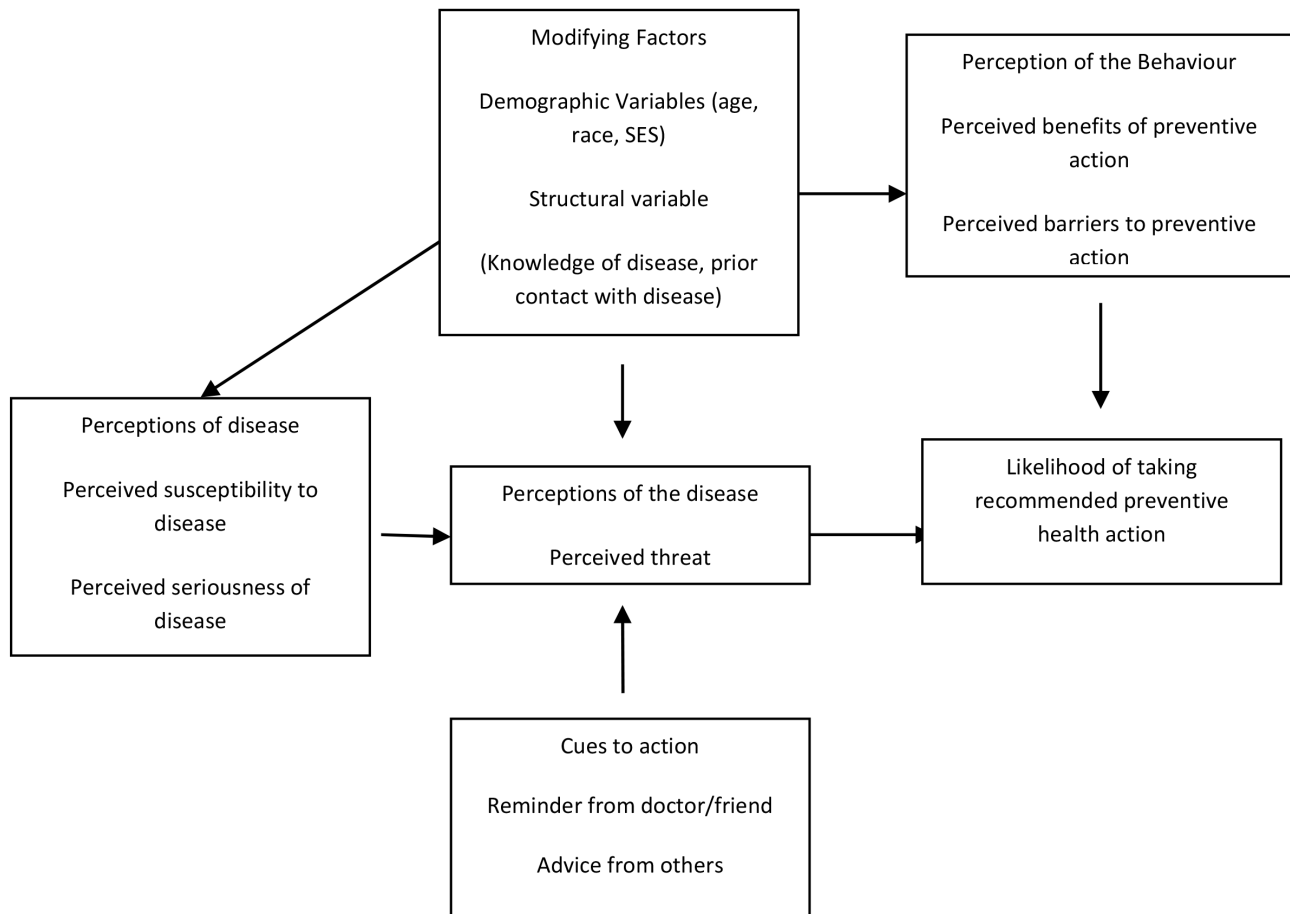 Modifying Factors
Demographic Variables (age,
race, SES)
Structural variable
(Knowledge of disease, prior
contact with disease)
Perception of the Behaviour
Perceived benefits of preventive
action
Perceived barriers to preventive
action
Perceptions of disease
Perceived susceptibility to
disease
Perceived seriousness of
disease
Perceptions of the disease
Perceived threat
Likelihood of taking
recommended preventive
health action
Cues to action
Reminder from doctor/friend
Advice from others